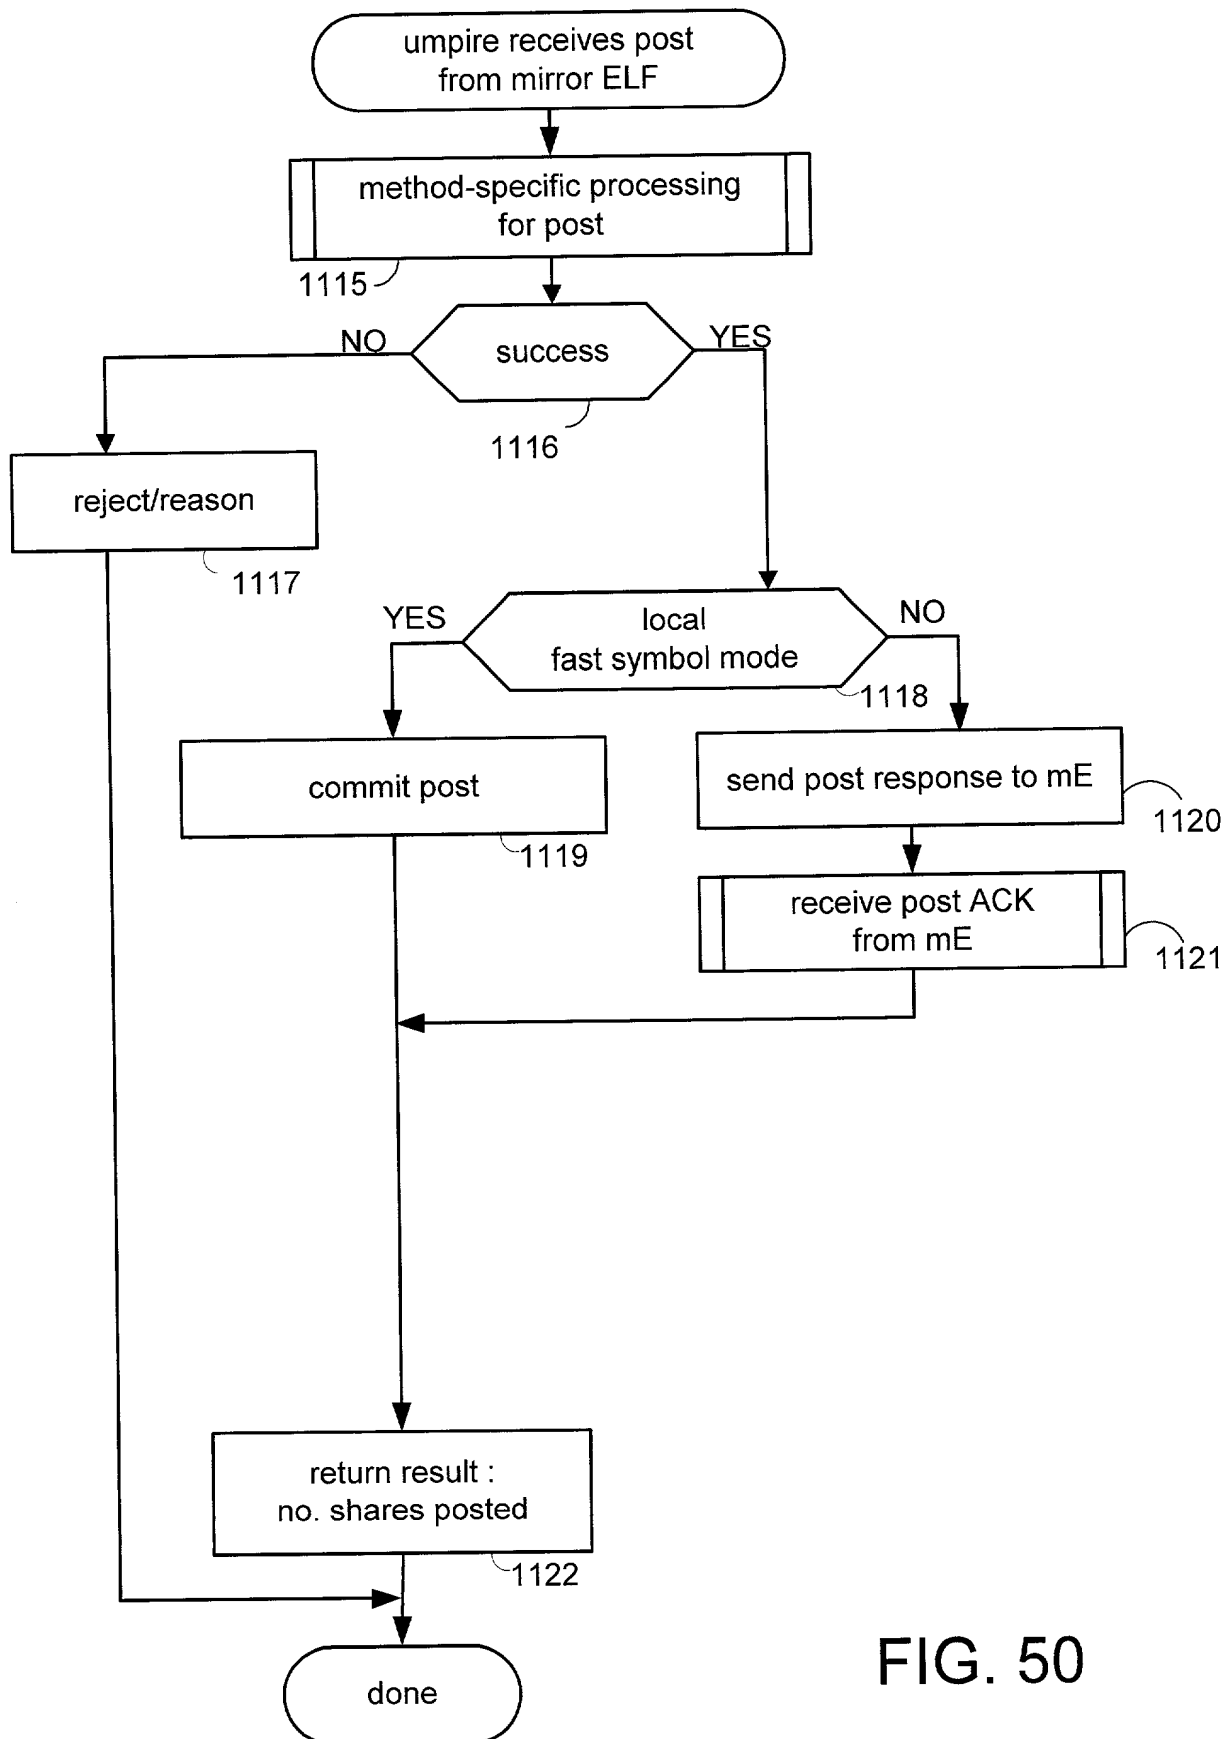 umpire receives post
from mirror ELF
method-specific processing
for post
1115
NO
success
YES
1116
reject/reason
1117
YES
local
fast symbol mode
NO
1118
commit post
1119
send post response to mE
1120
receive post ACK
from mE
1121
return result :
no. shares posted
1122
done
FIG. 50